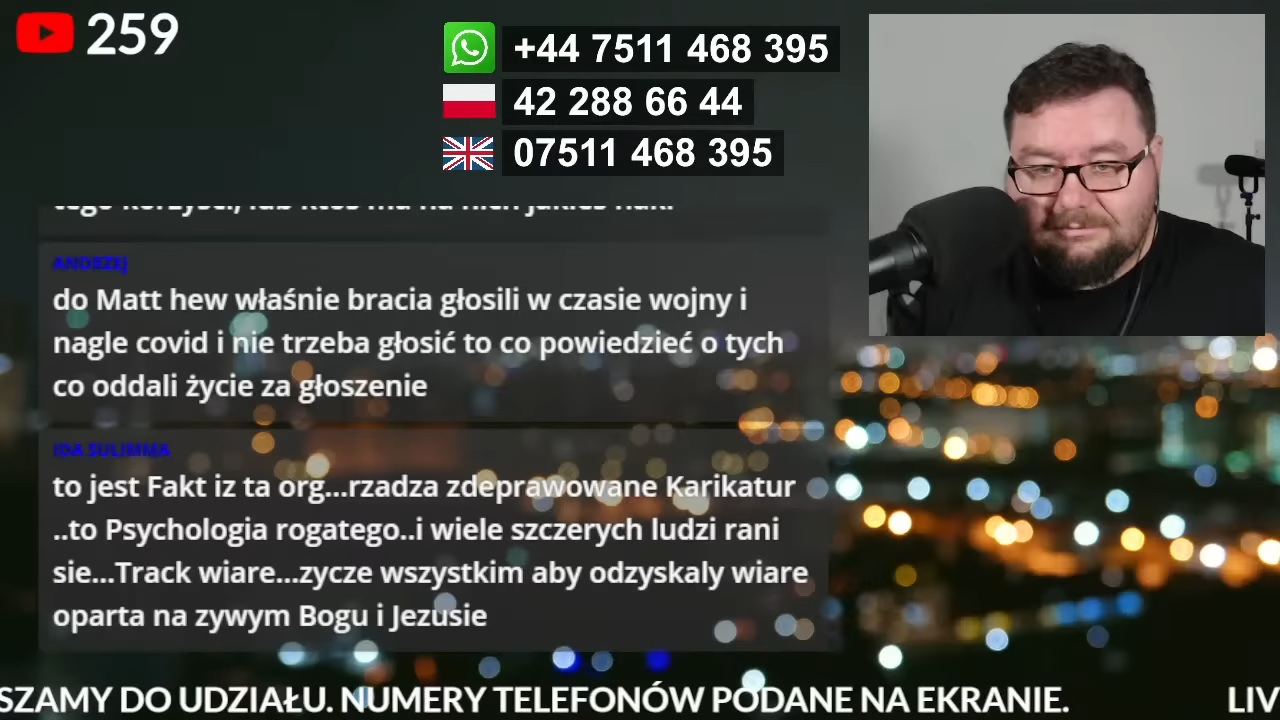 259
+44 7511 468 395
42 288 66 44
07511 468 395
ANDRZEJ
do Matt hew właśnie bracia głosili w czasie wojny i
nagle covid i nie trzeba głosić to co powiedzieć o tych
co oddali życie za głoszenie
IDA SULIMMA
to jest Fakt iz ta org...rzadza zdeprawowane Karikatur
..to Psychologia rogatego..i wiele szczerych ludzi rani
sie...Track wiare...zycze wszystkim aby odzyskaly wiare
oparta na zywym Bogu i Jezusie
SZAMY DO UDZIAŁU. NUMERY TELEFONÓW PODANE NA EKRANIE. LIV